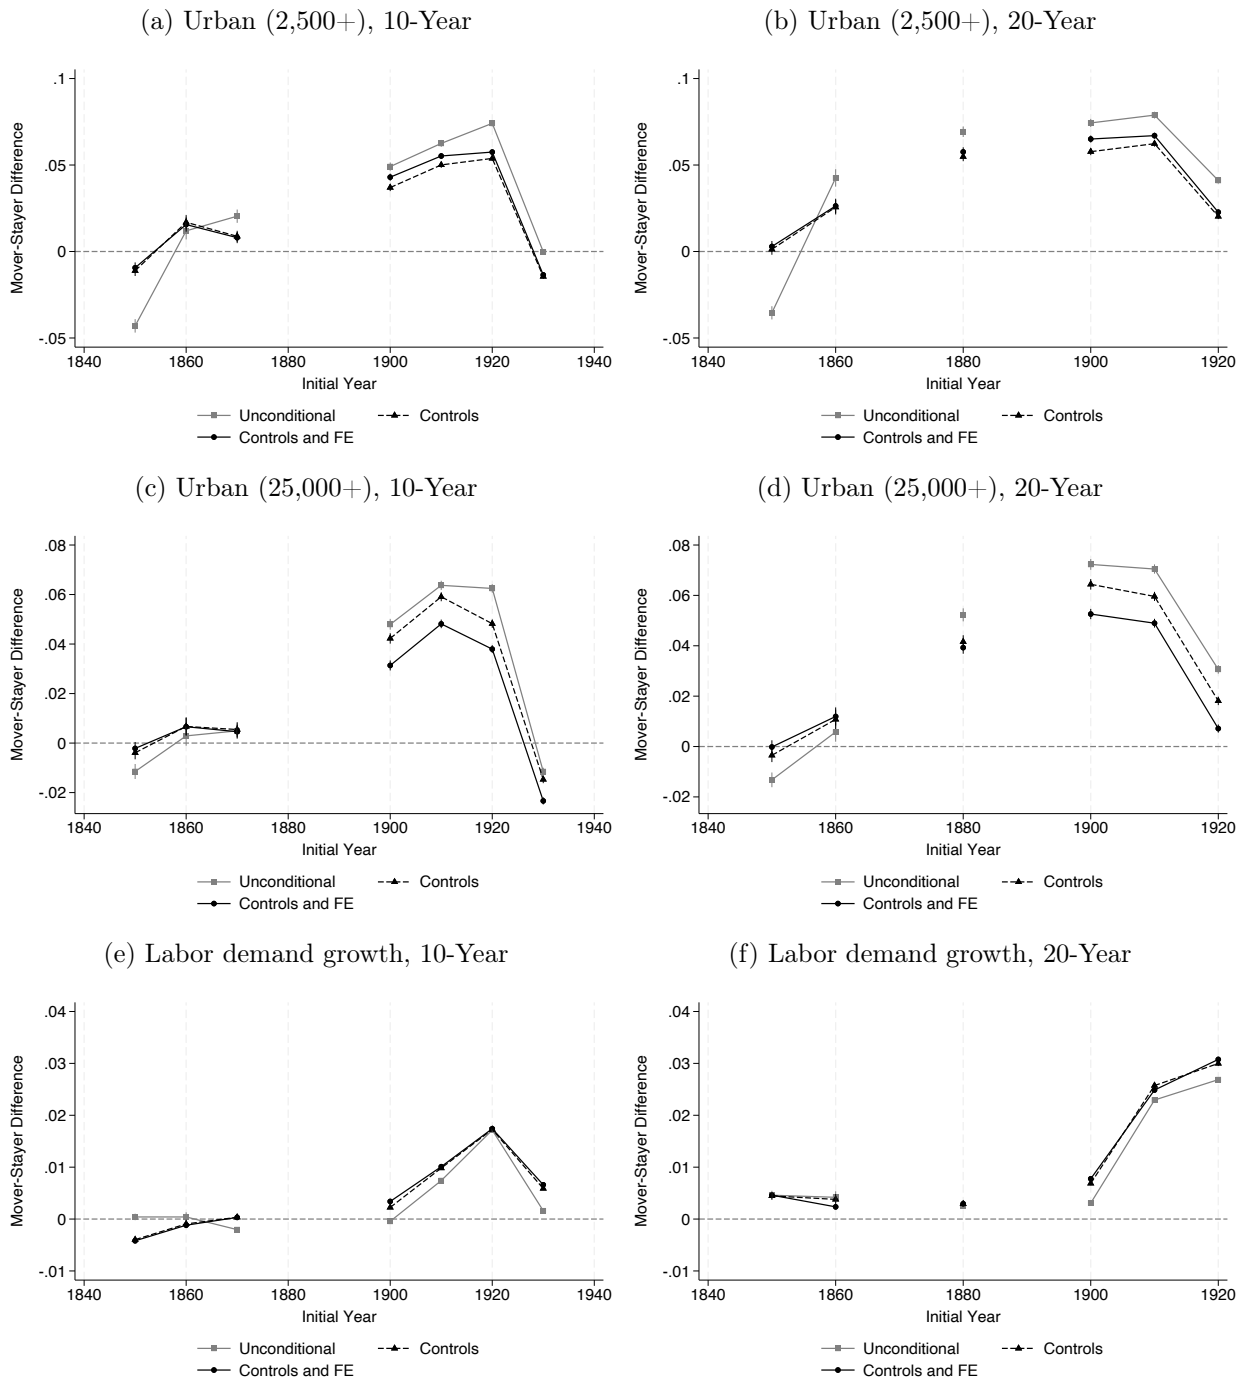 (a) Urban (2,500+), 10-Year
.1
.05
0
-.05
Mover-Stayer Difference
1840 1860 1880 1900 1920 1940
Initial Year
Unconditional Controls
Controls and FE
(b) Urban (2,500+), 20-Year
.1
.05
0
-.05
Mover-Stayer Difference
1840 1860 1880 1900 1920
Initial Year
Unconditional Controls
Controls and FE
(c) Urban (25,000+), 10-Year
.08
.06
.04
.02
0
-.02
Mover-Stayer Difference
1840 1860 1880 1900 1920 1940
Initial Year
Unconditional Controls
Controls and FE
(d) Urban (25,000+), 20-Year
.08
.06
.04
.02
0
-.02
Mover-Stayer Difference
1840 1860 1880 1900 1920
Initial Year
Unconditional Controls
Controls and FE
(e) Labor demand growth, 10-Year
.04
.03
.02
.01
0
-.01
Mover-Stayer Difference
1840 1860 1880 1900 1920 1940
Initial Year
Unconditional Controls
Controls and FE
(f) Labor demand growth, 20-Year
.04
.03
.02
.01
0
-.01
Mover-Stayer Difference
1840 1860 1880 1900 1920
Initial Year
Unconditional Controls
Controls and FE